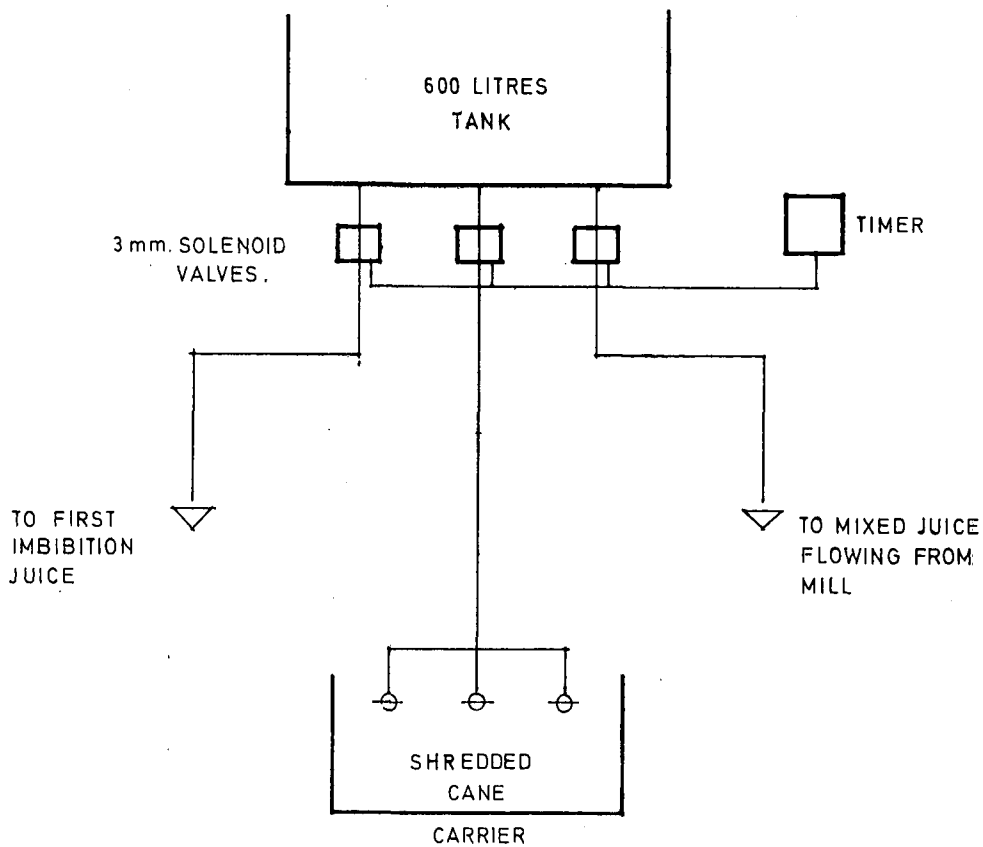 600 LITRES
TANK
3 mm. SOLENOID
VALVES.
TIMER
TO FIRST
IMBIBITION
JUICE
TO MIXED JUICE
FLOWING FROM
MILL
SHREDDED
CANE
CARRIER